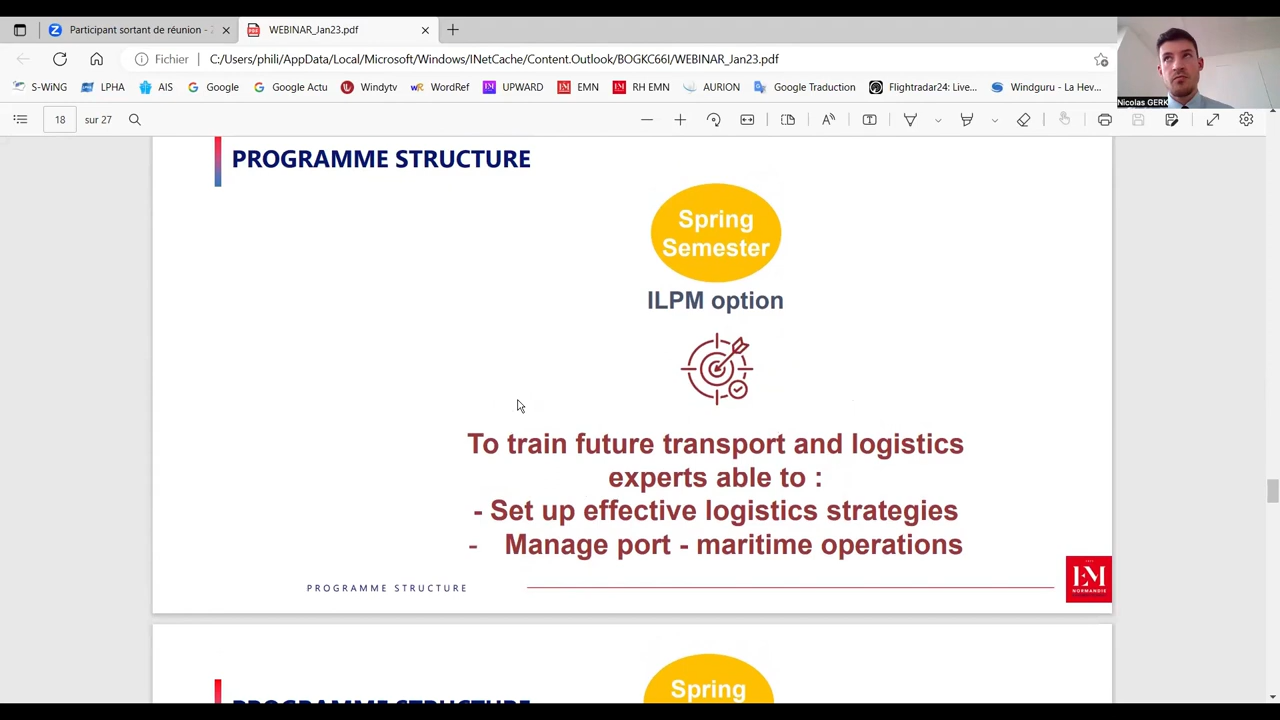 Participant sortant de réunion -
WEBINAR_Jan23.pdf
Fichier
C:/Users/phili/AppData/Local/Microsoft/Windows/INetCache/Content.Outlook/BOGKC66I/WEBINAR_Jan23.pdf
S-WiNG
LPHA
AIS
Google
Google Actu
Windytv
WordRef
UPWARD
EMN
RH EMN
AURION
Google Traduction
Flightradar24: Live...
Windguru - La Hev...
Nicolas GERK
18 sur 27
PROGRAMME STRUCTURE
Spring
Semester
ILPM option
To train future transport and logistics
experts able to :
- Set up effective logistics strategies
- Manage port - maritime operations
PROGRAMME STRUCTURE
EM
NORMANDIE
Spring
PROGRAMME STRUCTURE